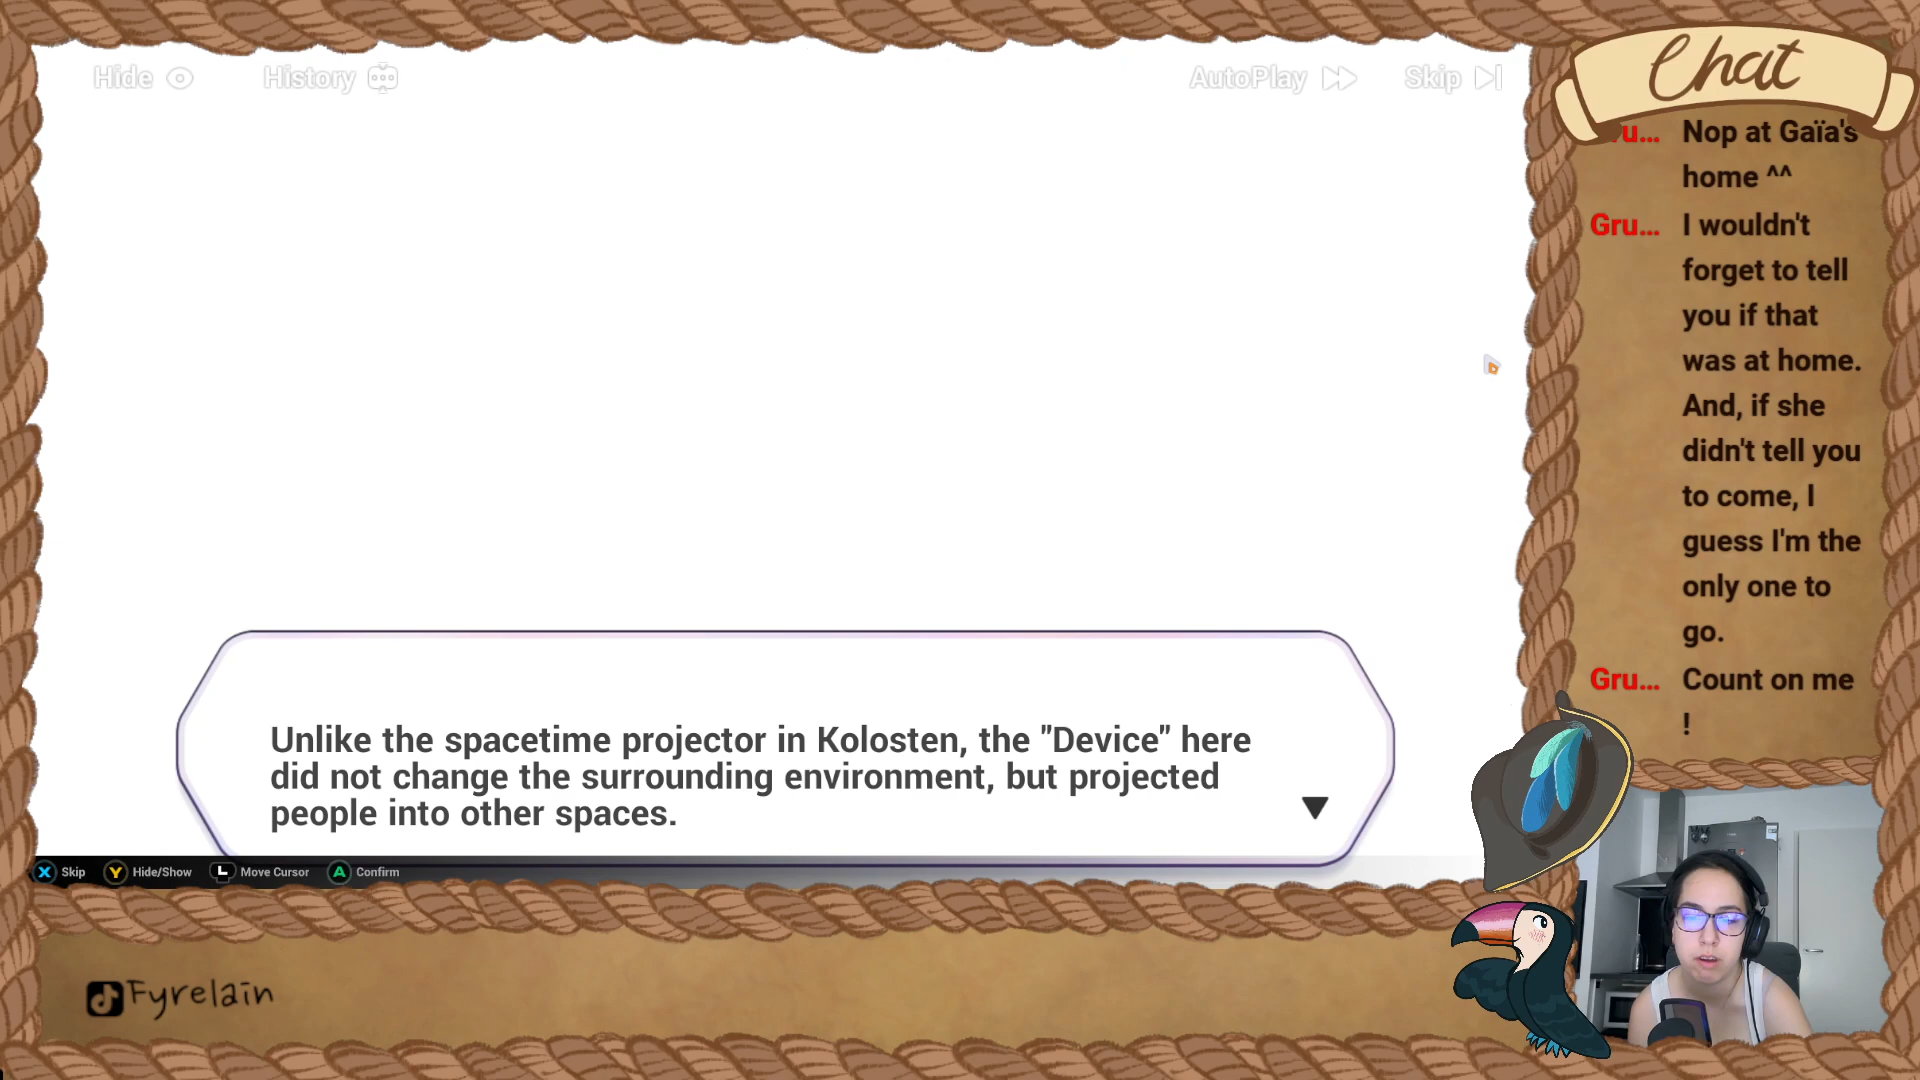 Hide
History
AutoPlay
Skip
Chat
u...
Nop at Gaïa's
home ^^
Gru...
I wouldn't
forget to tell
you if that
was at home.
And, if she
didn't tell you
to come, I
guess I'm the
only one to
go.
Gru...
Count on me
!
Unlike the spacetime projector in Kolosten, the "Device" here
did not change the surrounding environment, but projected
people into other spaces.
X Skip
Y Hide/Show
L Move Cursor
A Confirm
Fyrelain